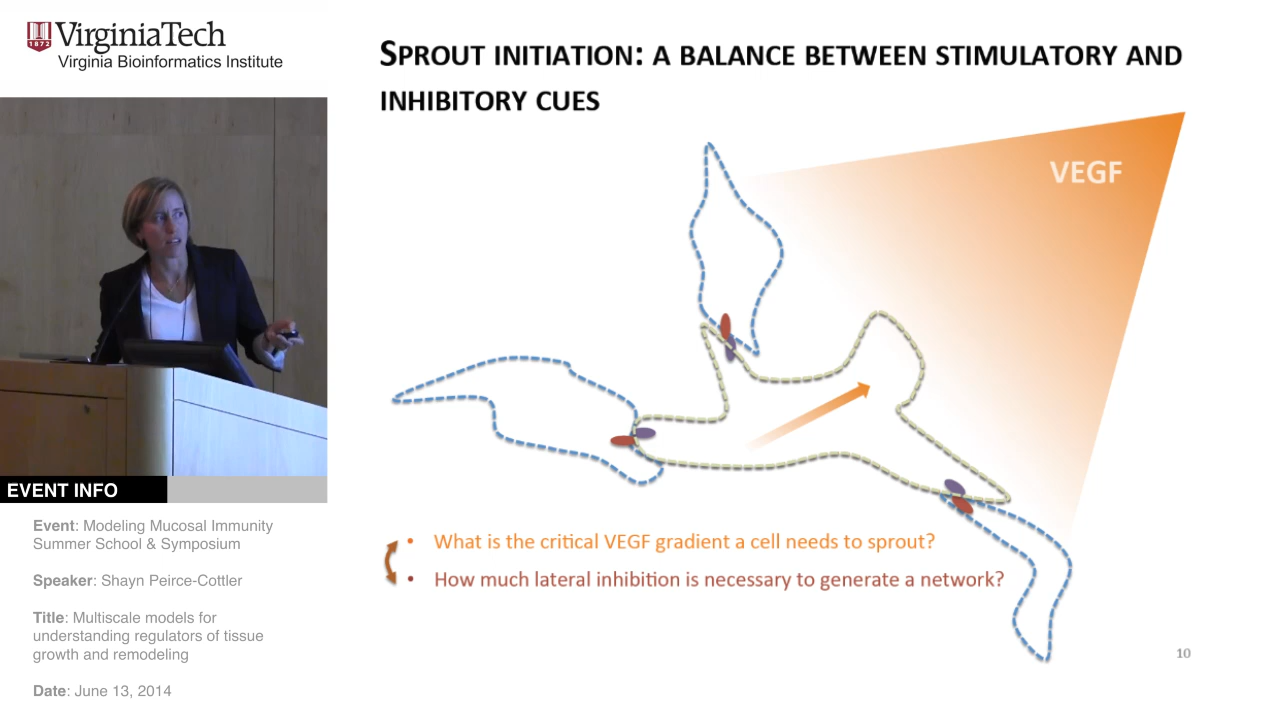 1872
VirginiaTech
Virginia Bioinformatics Institute
SPROUT INITIATION: A BALANCE BETWEEN STIMULATORY AND
INHIBITORY CUES
VEGF
• What is the critical VEGF gradient a cell needs to sprout?
• How much lateral inhibition is necessary to generate a network?
10
EVENT INFO
Event: Modeling Mucosal Immunity
Summer School & Symposium
Speaker: Shayn Peirce-Cottler
Title: Multiscale models for
understanding regulators of tissue
growth and remodeling
Date: June 13, 2014